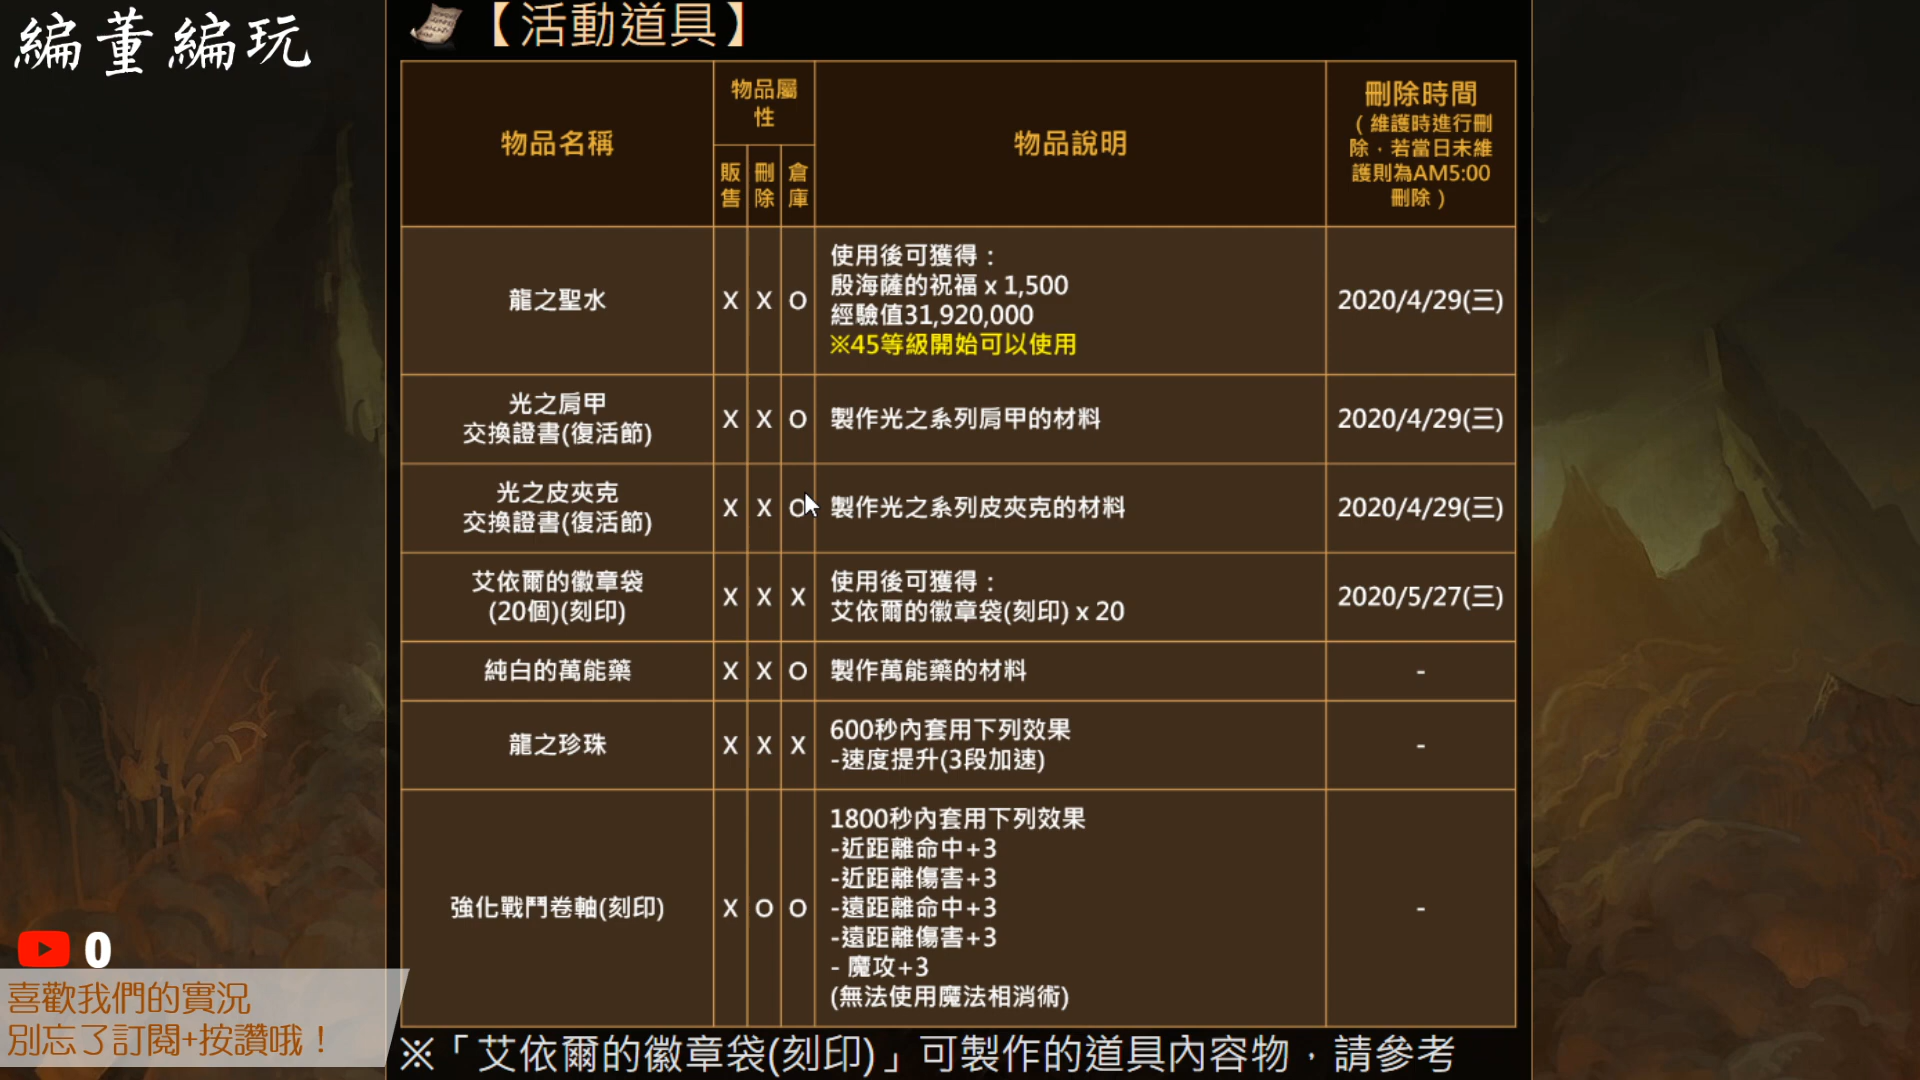 編董編玩
【活動道具】
物品名稱
物品屬
性
販
售
刪
除
倉
庫
物品說明
刪除時間
(維護時進行刪
除，若當日未維
護則為AM5:00
刪除)
龍之聖水
X X O
使用後可獲得：
殷海薩的祝福 x 1,500
經驗值31,920,000
※45等級開始可以使用
2020/4/29(三)
光之肩甲
交換證書(復活節)
X X O
製作光之系列肩甲的材料
2020/4/29(三)
光之皮夾克
交換證書(復活節)
X X O
製作光之系列皮夾克的材料
2020/4/29(三)
艾依爾的徽章袋
(20個)(刻印)
X X X
使用後可獲得：
艾依爾的徽章袋(刻印) x 20
2020/5/27(三)
純白的萬能藥
X X O
製作萬能藥的材料
-
龍之珍珠
X X X
600秒內套用下列效果
-速度提升(3段加速)
-
強化戰鬥卷軸(刻印)
X O O
1800秒內套用下列效果
-近距離命中+3
-近距離傷害+3
-遠距離命中+3
-遠距離傷害+3
- 魔攻+3
(無法使用魔法相消術)
-
※「艾依爾的徽章袋(刻印)」可製作的道具內容物，請參考
0
喜歡我們的實況
別忘了訂閱+按讚哦！